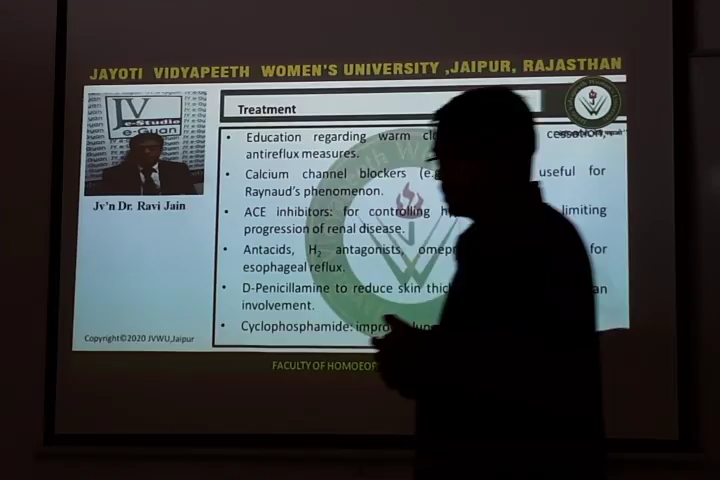 JAYOTI VIDYAPEETH WOMEN'S UNIVERSITY ,JAIPUR, RAJASTHAN
JV
e-Studio
e-Gyan
Jv'n Dr. Ravi Jain
Copyright©2020 JVWU,Jaipur
Treatment
• Education regarding warm cessation,
antireflux measures.
• Calcium channel blockers (e. useful for
Raynaud's phenomenon.
• ACE inhibitors: for controlling limiting
progression of renal disease.
• Antacids, H2 antagonists, for
esophageal reflux.
• D-Penicillamine to reduce skin
involvement.
• Cyclophosphamide:
FACULTY OF